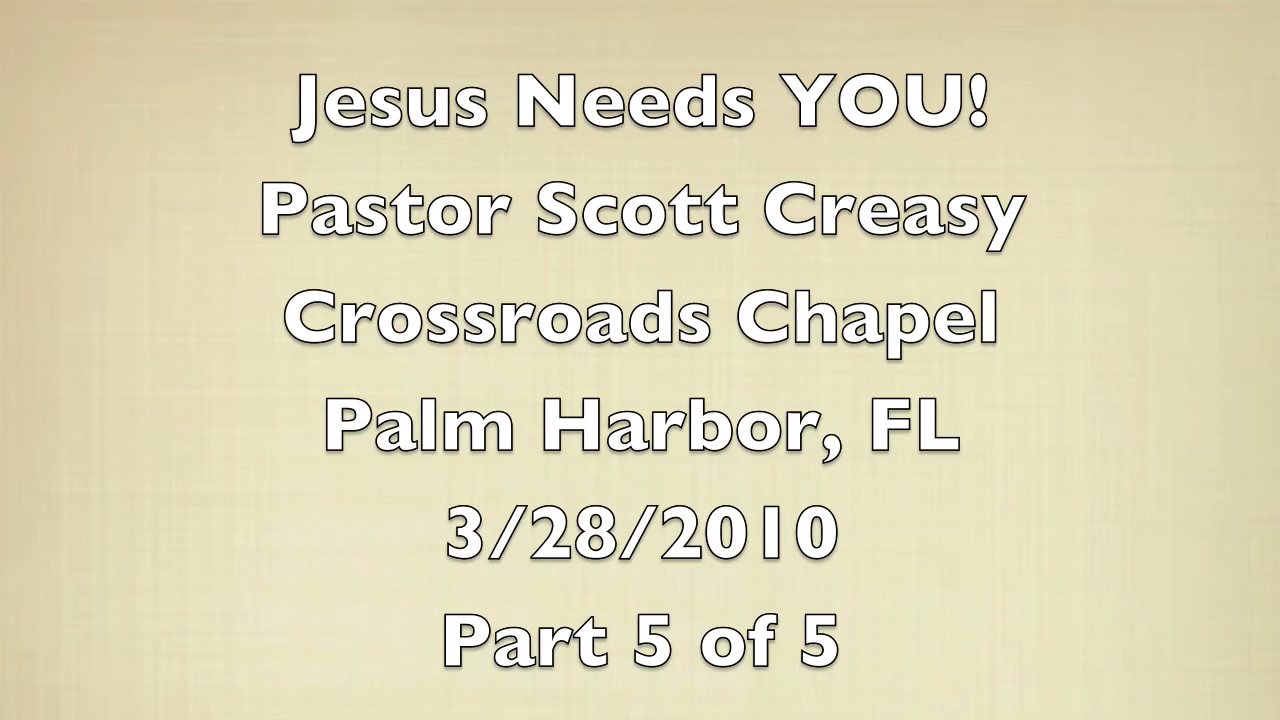 Jesus Needs YOU!
Pastor Scott Creasy
Crossroads Chapel
Palm Harbor, FL
3/28/2010
Part 5 of 5